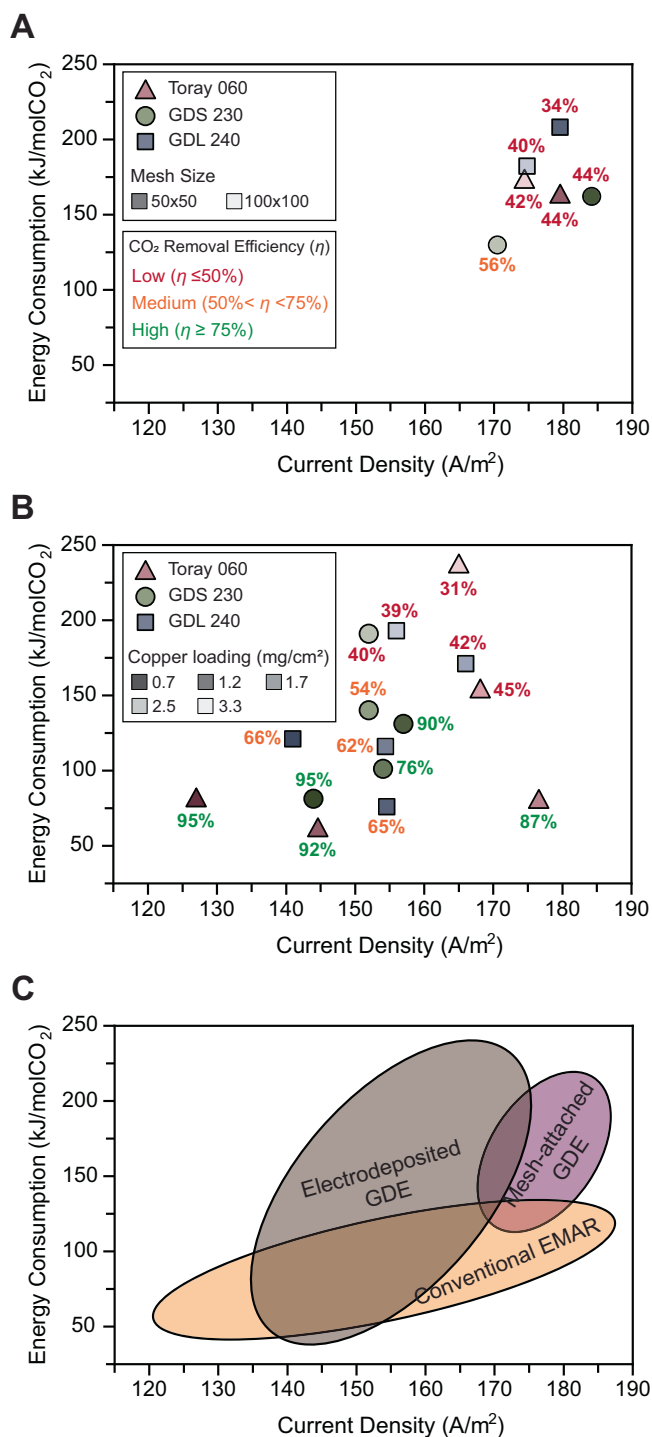 A
Energy Consumption (kJ/molCO₂)
250
200
150
100
50
Toray 060
GDS 230
GDL 240
Mesh Size
50x50 100x100
CO₂ Removal Efficiency (η)
Low (η ≤50%)
Medium (50%< η <75%)
High (η ≥ 75%)
34%
40%
44%
42%
44%
56%
120 130 140 150 160 170 180 190
Current Density (A/m²)
B
Energy Consumption (kJ/molCO₂)
250
200
150
100
50
Toray 060
GDS 230
GDL 240
Copper loading (mg/cm²)
0.7 1.2 1.7
2.5 3.3
31%
39%
40%
42%
45%
54%
90%
66%
62%
76%
95%
95%
65%
87%
92%
120 130 140 150 160 170 180 190
Current Density (A/m²)
C
Energy Consumption (kJ/molCO₂)
250
200
150
100
50
Electrodeposited
GDE
Mesh-attached
GDE
Conventional EMAR
120 130 140 150 160 170 180 190
Current Density (A/m²)